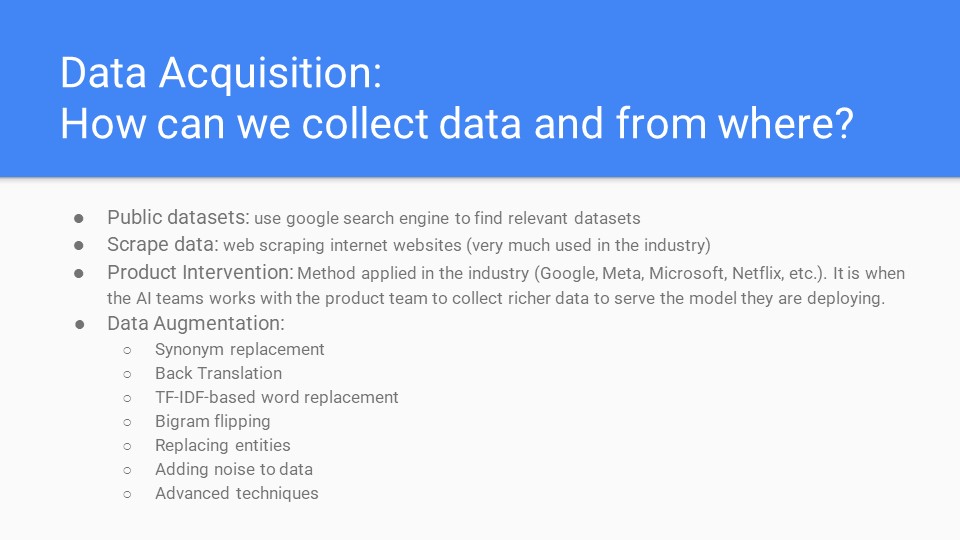 Data Acquisition:
How can we collect data and from where?
● Public datasets: use google search engine to find relevant datasets
● Scrape data: web scraping internet websites (very much used in the industry)
● Product Intervention: Method applied in the industry (Google, Meta, Microsoft, Netflix, etc.). It is when
the AI teams works with the product team to collect richer data to serve the model they are deploying.
● Data Augmentation:
○ Synonym replacement
○ Back Translation
○ TF-IDF-based word replacement
○ Bigram flipping
○ Replacing entities
○ Adding noise to data
○ Advanced techniques